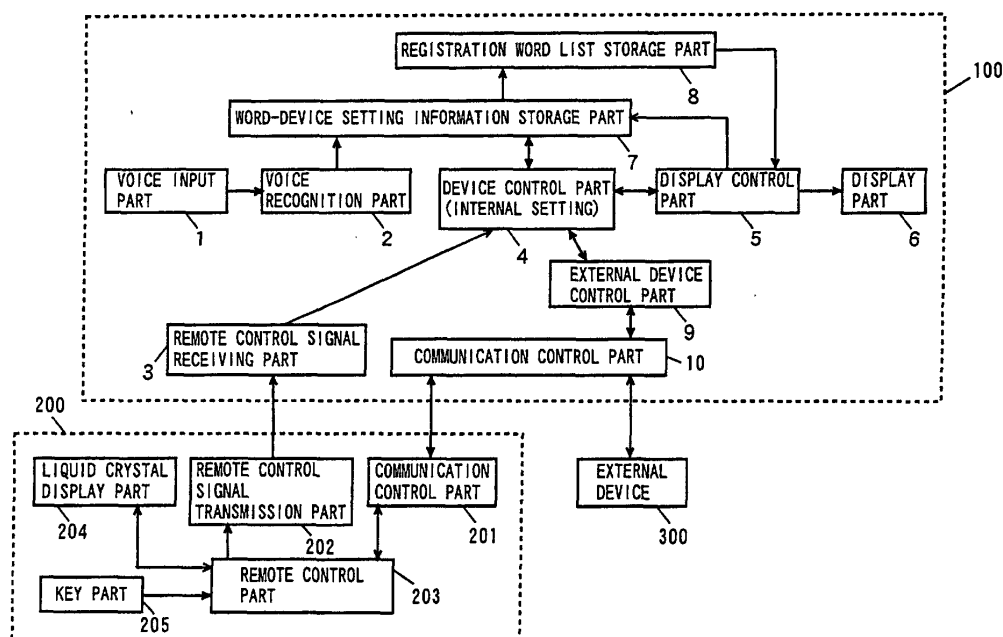 REGISTRATION WORD LIST STORAGE PART
8
100
WORD-DEVICE SETTING INFORMATION STORAGE PART
7
VOICE INPUT
PART
1
VOICE
RECOGNITION PART
2
DEVICE CONTROL PART
(INTERNAL SETTING)
4
DISPLAY CONTROL
PART
5
DISPLAY
PART
6
EXTERNAL DEVICE
CONTROL PART
9
3
REMOTE CONTROL SIGNAL
RECEIVING PART
COMMUNICATION CONTROL PART
10
200
LIQUID CRYSTAL
DISPLAY PART
204
REMOTE CONTROL
SIGNAL
TRANSMISSION PART
202
COMMUNICATION
CONTROL PART
201
EXTERNAL
DEVICE
300
KEY PART
205
REMOTE CONTROL
PART
203